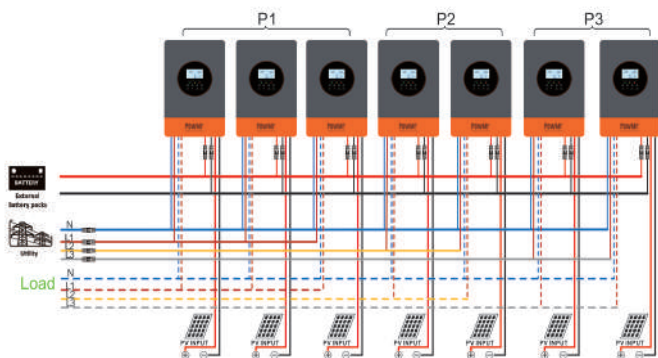 P1 P2 P3
BATTERY
External
battery packs
N
L1
L2
L3
Utility
Load
N
L1
L2
L3
PV INPUT PV INPUT PV INPUT PV INPUT PV INPUT PV INPUT PV INPUT